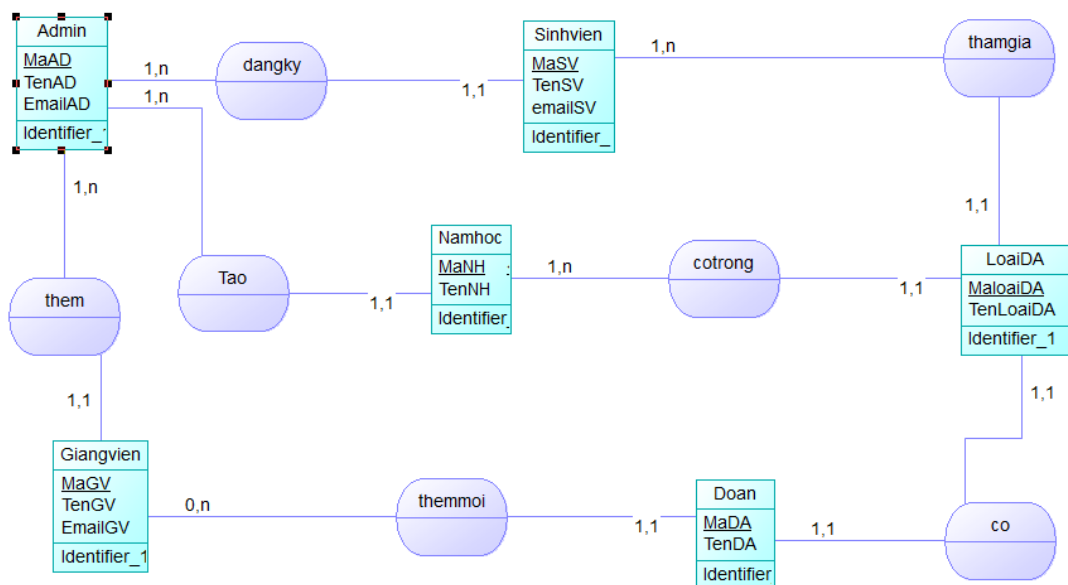 Admin
MaAD
TenAD
EmailAD
Identifier_1
1,n
1,n
1,n
dangky
1,1
Sinhvien
MaSV
TenSV
emailSV
Identifier_
1,n
thamgia
1,1
them
Tao
1,1
Namhoc
MaNH
TenNH
Identifier_
1,n
cotrong
1,1
LoaiDA
MaloaiDA
TenLoaiDA
Identifier_1
1,1
1,1
Giangvien
MaGV
TenGV
EmailGV
Identifier_1
0,n
themmoi
1,1
Doan
MaDA
TenDA
Identifier
1,1
co